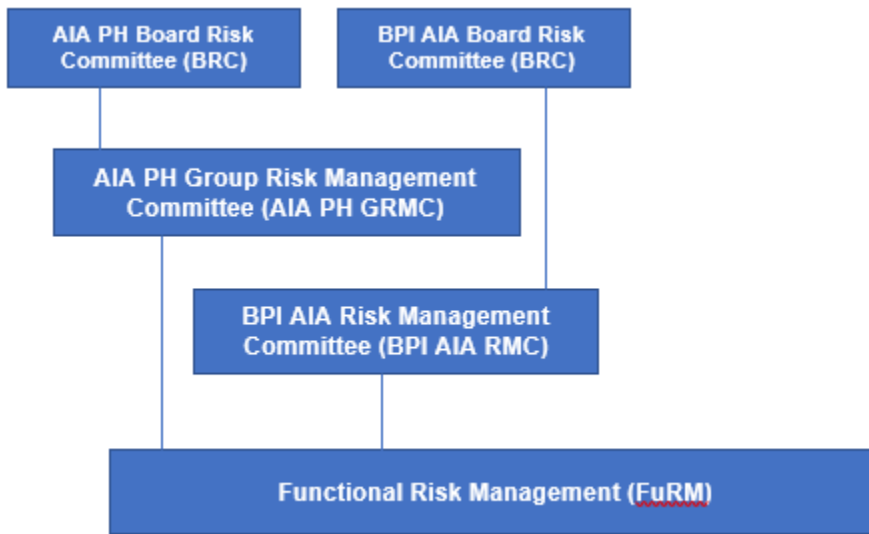 AIA PH Board Risk
Committee (BRC)
BPI AIA Board Risk
Committee (BRC)
AIA PH Group Risk Management
Committee (AIA PH GRMC)
BPI AIA Risk Management
Committee (BPI AIA RMC)
Functional Risk Management (FuRM)